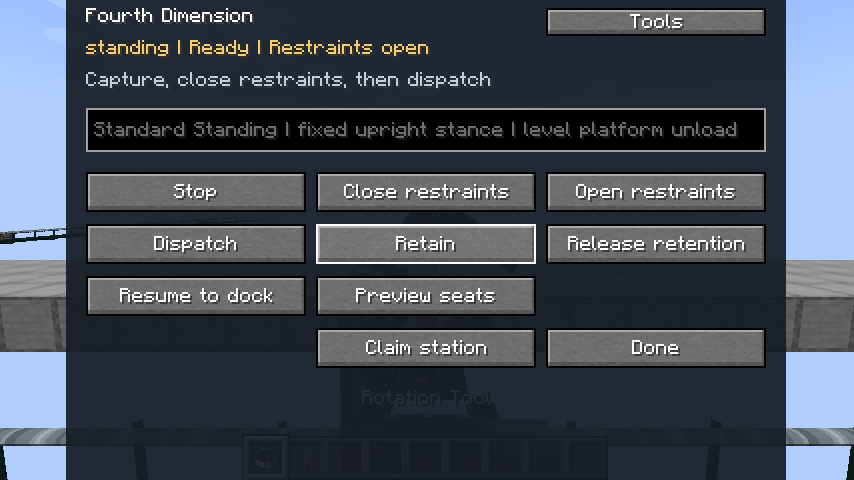 Fourth Dimension
Tools
standing | Ready | Restraints open
Capture, close restraints, then dispatch
Standard Standing | fixed upright stance | level platform unload
Stop
Close restraints
Open restraints
Dispatch
Retain
Release retention
Resume to dock
Preview seats
Claim station
Done
Rotation Tool